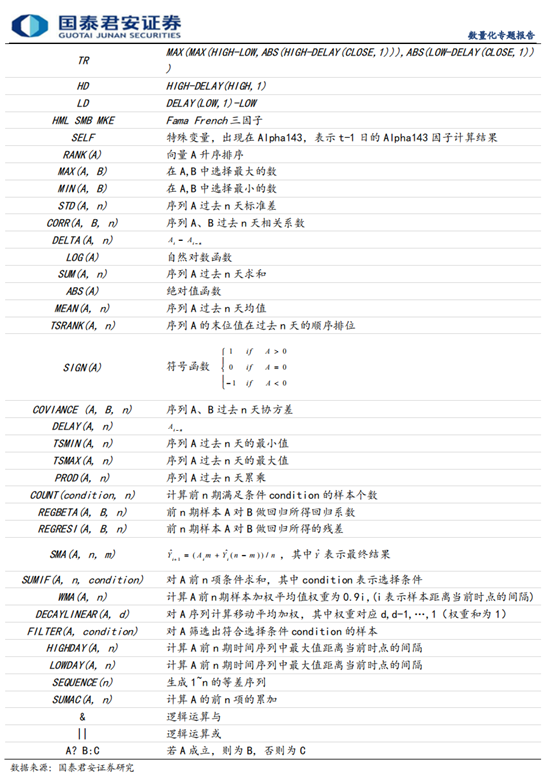 国泰君安证券
GUOTAI JUNAN SECURITIES
数量化专题报告
TR MAX(MAX(HIGH-LOW,ABS(HIGH-DELAY(CLOSE,1))),ABS(LOW-DELAY(CLOSE,1))
)
HD HIGH-DELAY(HIGH,1)
LD DELAY(LOW,1)-LOW
HML SMB MKE Fama French 三因子
SELF 特殊变量，出现在 Alpha143，表示 t-1 日的 Alpha143 因子计算结果
RANK(A) 向量 A 升序排序
MAX(A, B) 在 A,B 中选择最大的数
MIN(A, B) 在 A,B 中选择最小的数
STD(A, n) 序列 A 过去 n 天标准差
CORR(A, B, n) 序列 A、B 过去 n 天相关系数
DELTA(A, n) Aᵢ − Aᵢ₋ₙ
LOG(A) 自然对数函数
SUM(A, n) 序列 A 过去 n 天求和
ABS(A) 绝对值函数
MEAN(A, n) 序列 A 过去 n 天均值
TSRANK(A, n) 序列 A 的末位值在过去 n 天的顺序排位
1 if A > 0
SIGN(A) 符号函数 { 0 if A = 0
−1 if A < 0
COVIANCE (A, B, n) 序列 A、B 过去 n 天协方差
DELAY(A, n) Aᵢ₋ₙ
TSMIN(A, n) 序列 A 过去 n 天的最小值
TSMAX(A, n) 序列 A 过去 n 天的最大值
PROD(A, n) 序列 A 过去 n 天累乘
COUNT(condition, n) 计算前 n 期满足条件 condition 的样本个数
REGBETA(A, B, n) 前 n 期样本 A 对 B 做回归所得回归系数
REGRESI(A, B, n) 前 n 期样本 A 对 B 做回归所得的残差
SMA(A, n, m) Ŷᵢ₊₁ = (Aᵢm + Ŷᵢ(n − m)) / n ，其中 Ŷ 表示最终结果
SUMIF(A, n, condition) 对 A 前 n 项条件求和，其中 condition 表示选择条件
WMA(A, n) 计算 A 前 n 期样本加权平均值权重为 0.9i,(i 表示样本距离当前时点的间隔)
DECAYLINEAR(A, d) 对 A 序列计算移动平均加权，其中权重对应 d,d-1,…,1（权重和为 1）
FILTER(A, condition) 对 A 筛选出符合选择条件 condition 的样本
HIGHDAY(A, n) 计算 A 前 n 期时间序列中最大值距离当前时点的间隔
LOWDAY(A, n) 计算 A 前 n 期时间序列中最大值距离当前时点的间隔
SEQUENCE(n) 生成 1~n 的等差序列
SUMAC(A, n) 计算 A 的前 n 项的累加
& 逻辑运算与
|| 逻辑运算或
A? B:C 若 A 成立，则为 B，否则为 C
数据来源：国泰君安证券研究